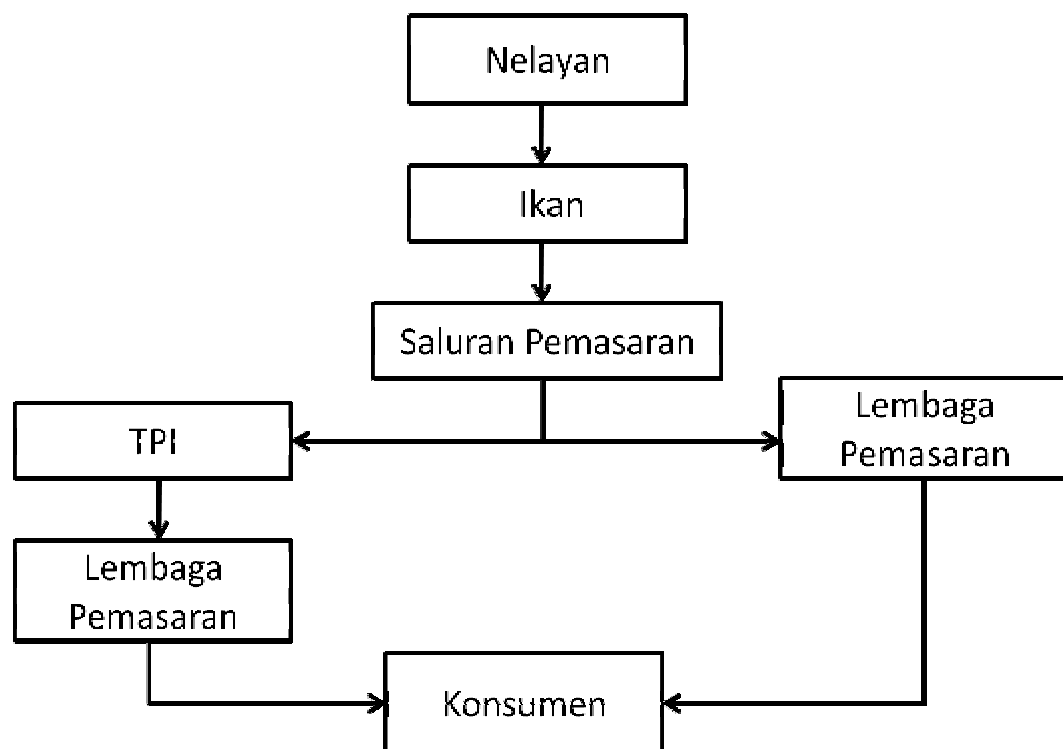 Nelayan
Ikan
Saluran Pemasaran
TPI
Lembaga
Pemasaran
Lembaga
Pemasaran
Konsumen